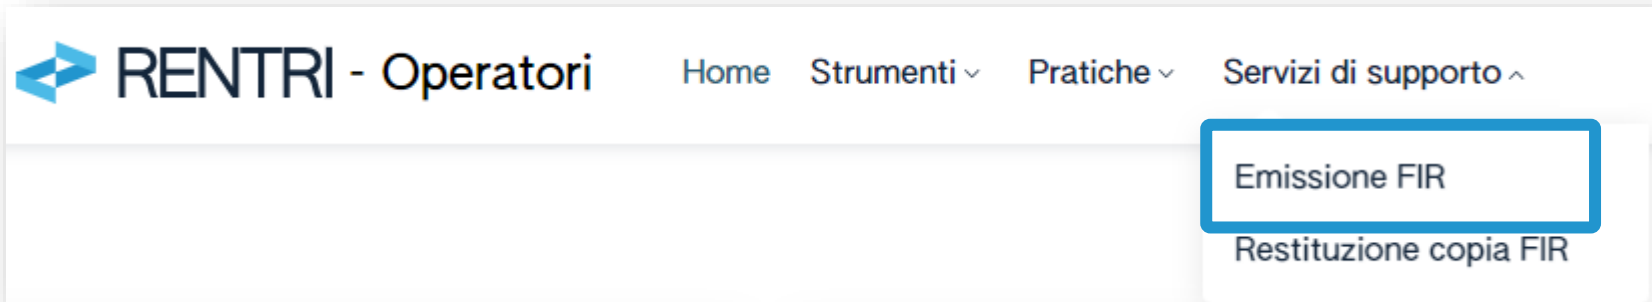 RENTRI - Operatori Home Strumenti Pratiche Servizi di supporto
Emissione FIR
Restituzione copia FIR